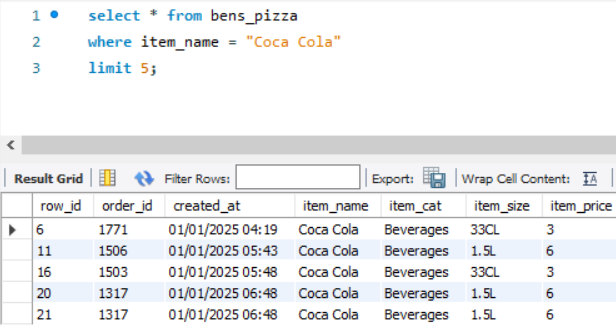 1 select * from bens_pizza
2 where item_name = "Coca Cola"
3 limit 5;
Result Grid Filter Rows: Export: Wrap Cell Content:
row_id order_id created_at item_name item_cat item_size item_price
6 1771 01/01/2025 04:19 Coca Cola Beverages 33CL 3
11 1506 01/01/2025 05:43 Coca Cola Beverages 1.5L 6
16 1503 01/01/2025 05:48 Coca Cola Beverages 33CL 3
20 1317 01/01/2025 06:48 Coca Cola Beverages 1.5L 6
21 1317 01/01/2025 06:48 Coca Cola Beverages 1.5L 6